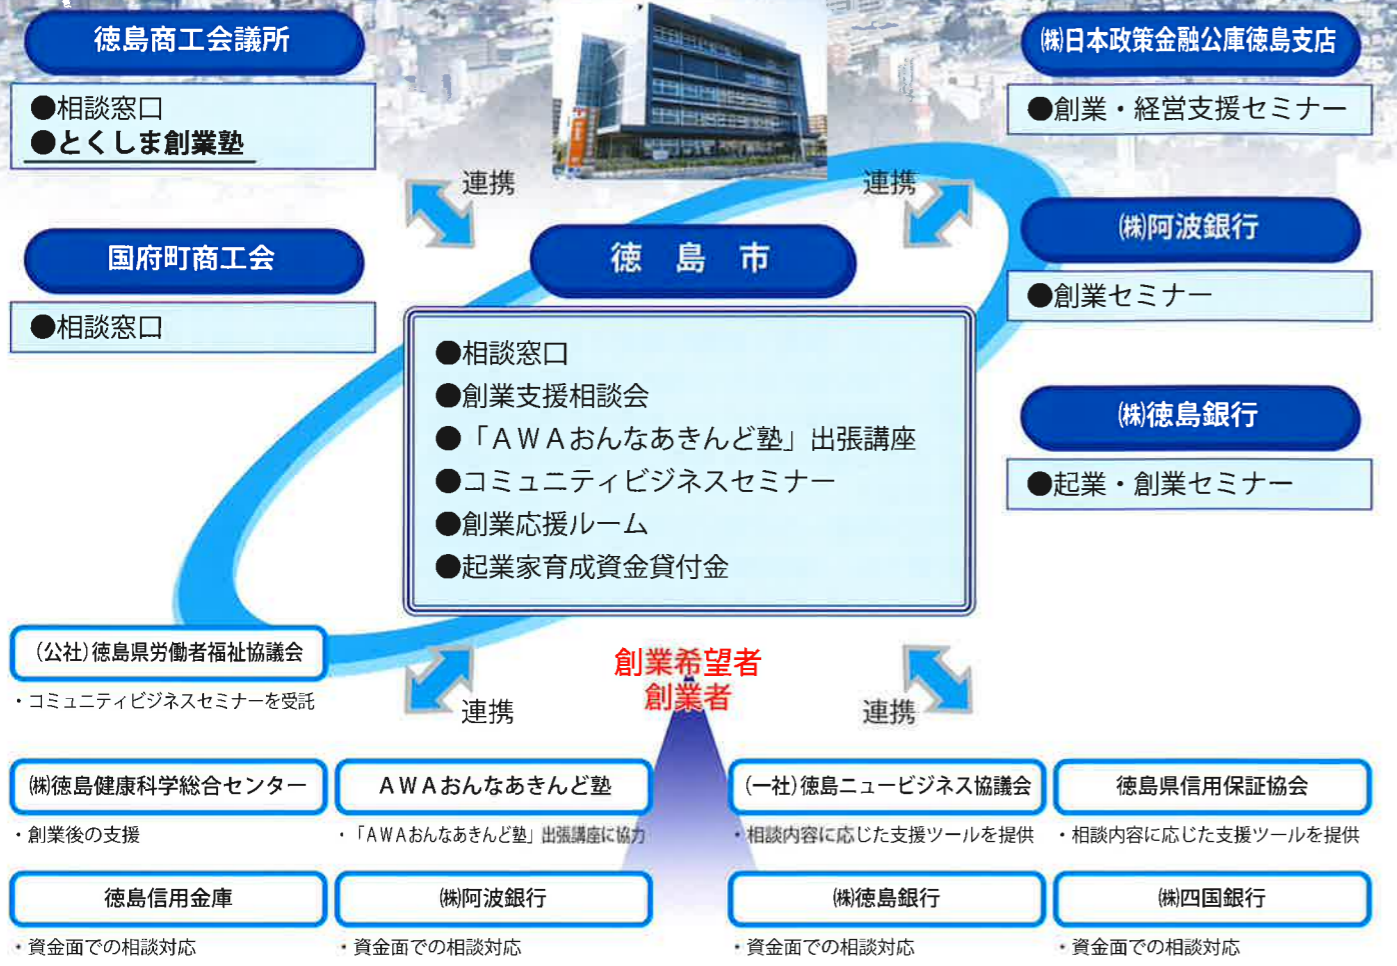 徳島商工会議所
●相談窓口
●とくしま創業塾
㈱日本政策金融公庫徳島支店
●創業・経営支援セミナー
連携
連携
国府町商工会
●相談窓口
徳島市
㈱阿波銀行
●創業セミナー
●相談窓口
●創業支援相談会
●「ＡＷＡおんなあきんど塾」出張講座
●コミュニティビジネスセミナー
●創業応援ルーム
●起業家育成資金貸付金
㈱徳島銀行
●起業・創業セミナー
(公社)徳島県労働者福祉協議会
・コミュニティビジネスセミナーを受託
連携
創業希望者
創業者
連携
㈱徳島健康科学総合センター
・創業後の支援
ＡＷＡおんなあきんど塾
・「ＡＷＡおんなあきんど塾」出張講座に協力
(一社)徳島ニュービジネス協議会
・相談内容に応じた支援ツールを提供
徳島県信用保証協会
・相談内容に応じた支援ツールを提供
徳島信用金庫
・資金面での相談対応
㈱阿波銀行
・資金面での相談対応
㈱徳島銀行
・資金面での相談対応
㈱四国銀行
・資金面での相談対応